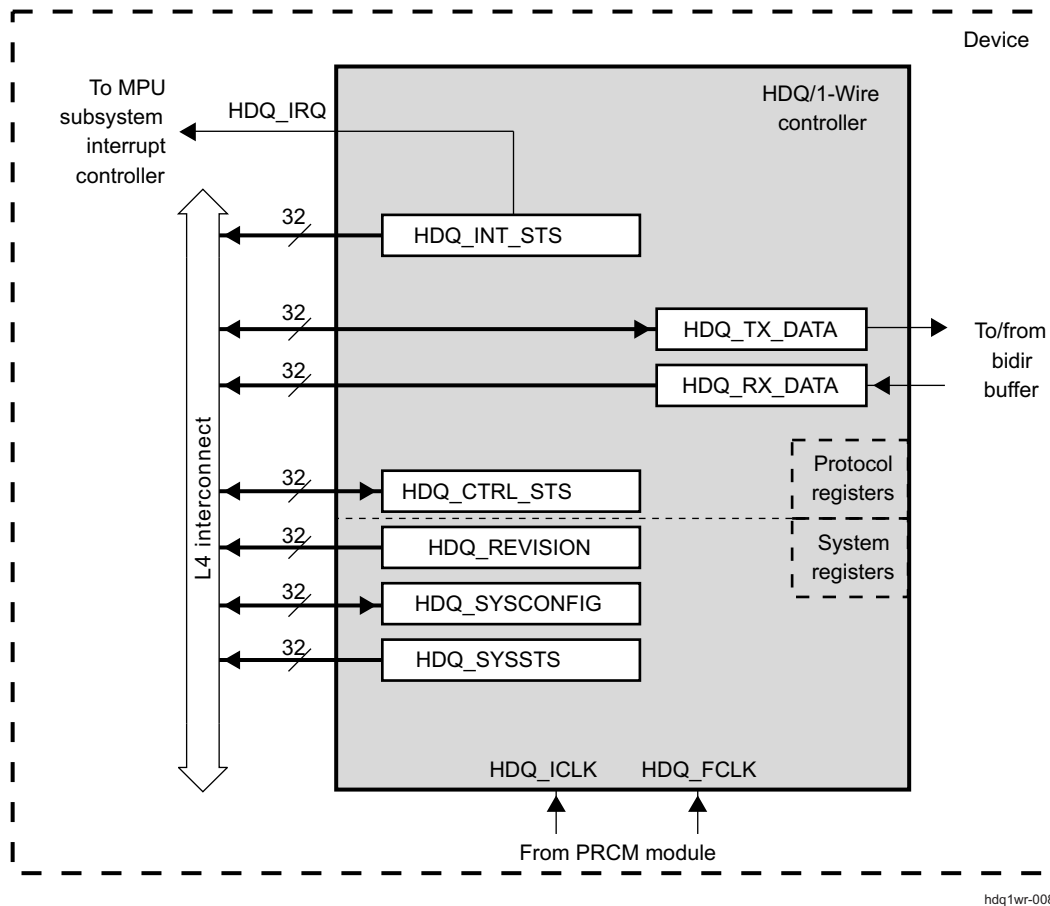 Device
To MPU
subsystem
interrupt
controller
HDQ_IRQ
HDQ/1-Wire
controller
32
HDQ_INT_STS
32
HDQ_TX_DATA
To/from
bidir
buffer
32
HDQ_RX_DATA
L4 interconnect
Protocol
registers
32
HDQ_CTRL_STS
32
HDQ_REVISION
System
registers
32
HDQ_SYSCONFIG
32
HDQ_SYSSTS
HDQ_ICLK
HDQ_FCLK
From PRCM module
hdq1wr-008